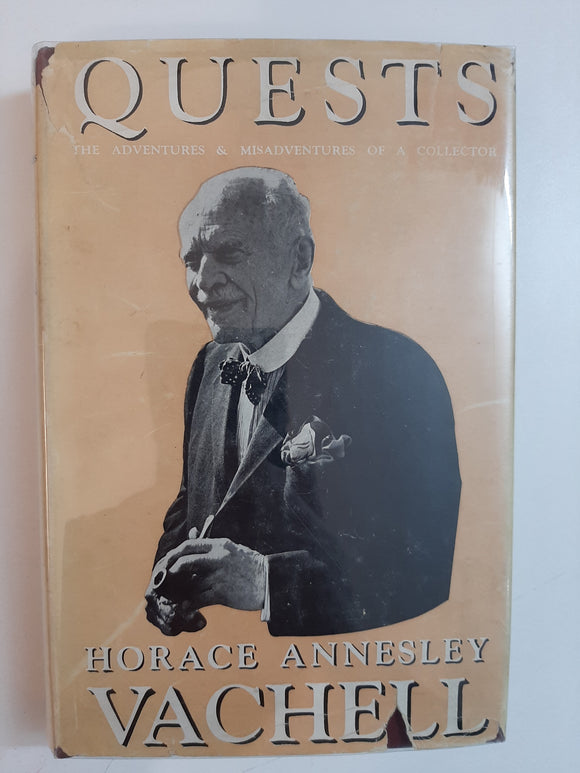 QUESTS
THE ADVENTURES & MISADVENTURES OF A COLLECTOR
HORACE ANNESLEY
VACHELL